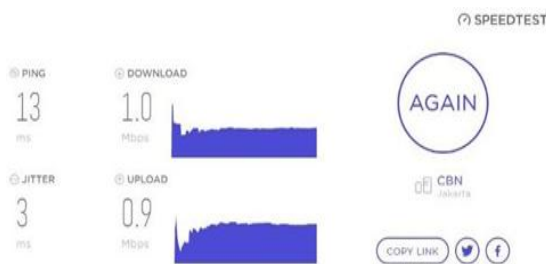 SPEEDTEST
PING
13
ms
DOWNLOAD
1.0
Mbps
AGAIN
JITTER
3
ms
UPLOAD
0.9
Mbps
CBN
Jakarta
COPY LINK